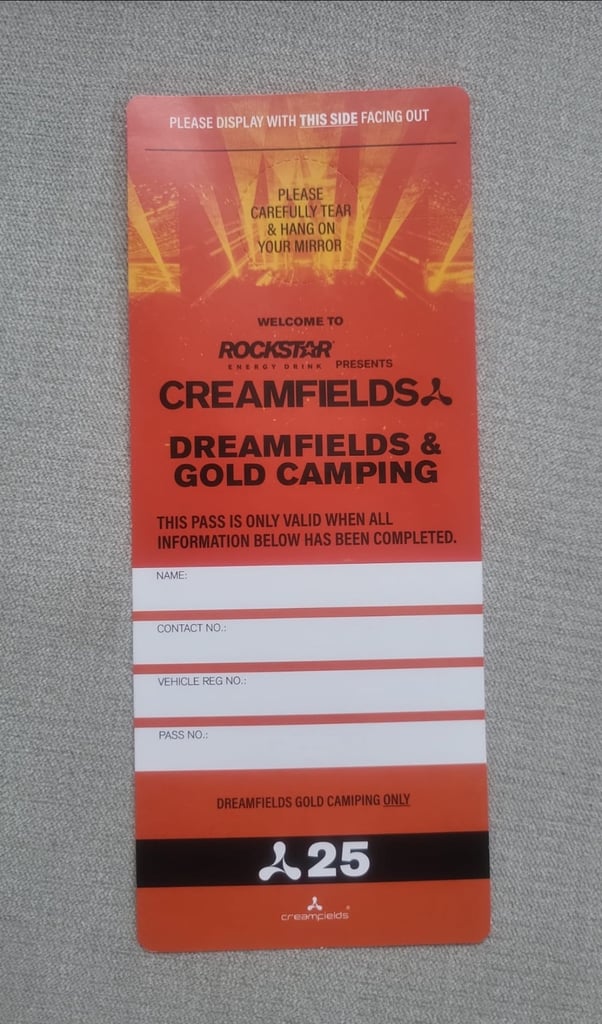 PLEASE DISPLAY WITH THIS SIDE FACING OUT
PLEASE
CAREFULLY TEAR
& HANG ON
YOUR MIRROR
WELCOME TO
ROCKSTAR
ENERGY DRINK PRESENTS
CREAMFIELDS
DREAMFIELDS &
GOLD CAMPING
THIS PASS IS ONLY VALID WHEN ALL
INFORMATION BELOW HAS BEEN COMPLETED.
NAME:
CONTACT NO.:
VEHICLE REG NO.:
PASS NO.:
DREAMFIELDS GOLD CAMIPING ONLY
25
creamfields®